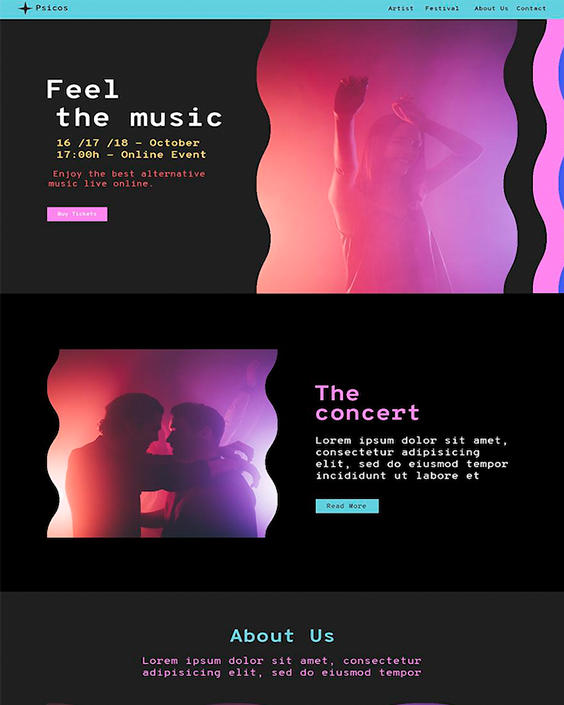 Psicos
Artist Festival About Us Contact
Feel
the music
16 /17 /18 - October
17:00h - Online Event
Enjoy the best alternative
music live online.
Buy Tickets
The
concert
Lorem ipsum dolor sit amet,
consectetur adipisicing
elit, sed do eiusmod tempor
incididunt ut labore et
Read More
About Us
Lorem ipsum dolor sit amet, consectetur
adipisicing elit, sed do eiusmod tempor